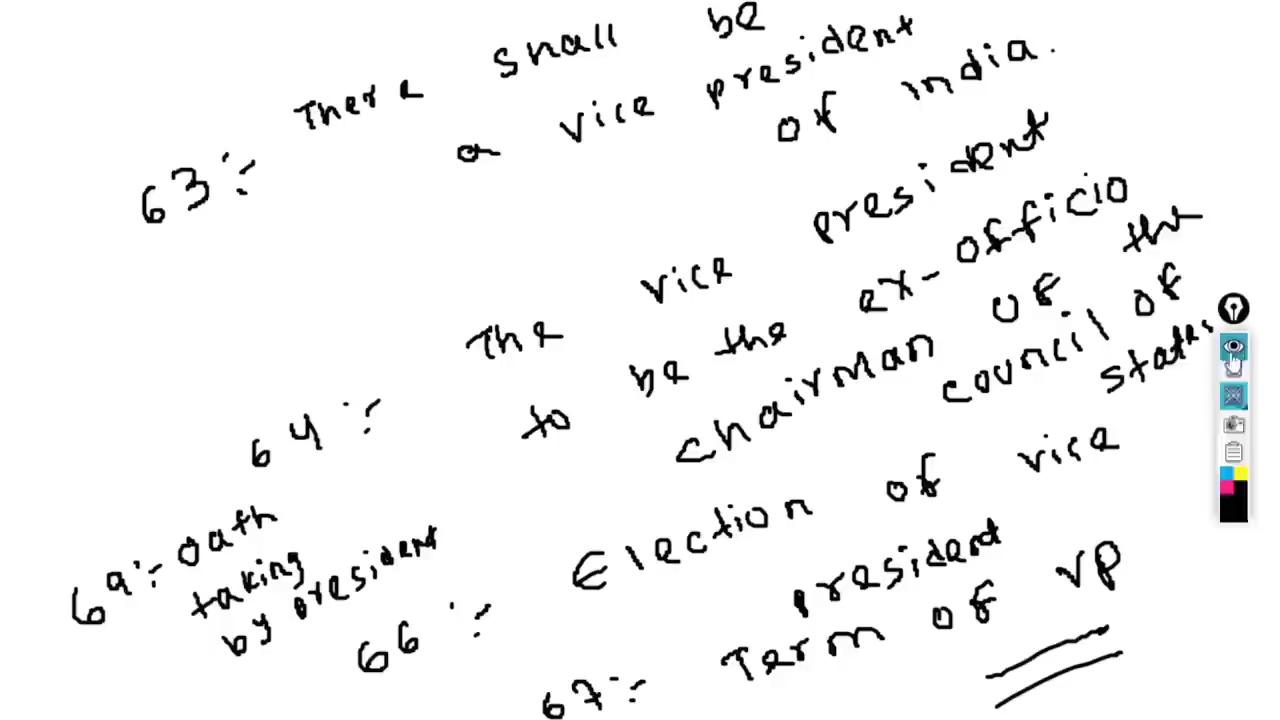 63:- There shall be
a vice president
of india.
64:- The vice president
to be the ex-officio
chairman of the
council of
states
69:- oath
taking
by president
66:- Election of vice
president
67:- Term of VP